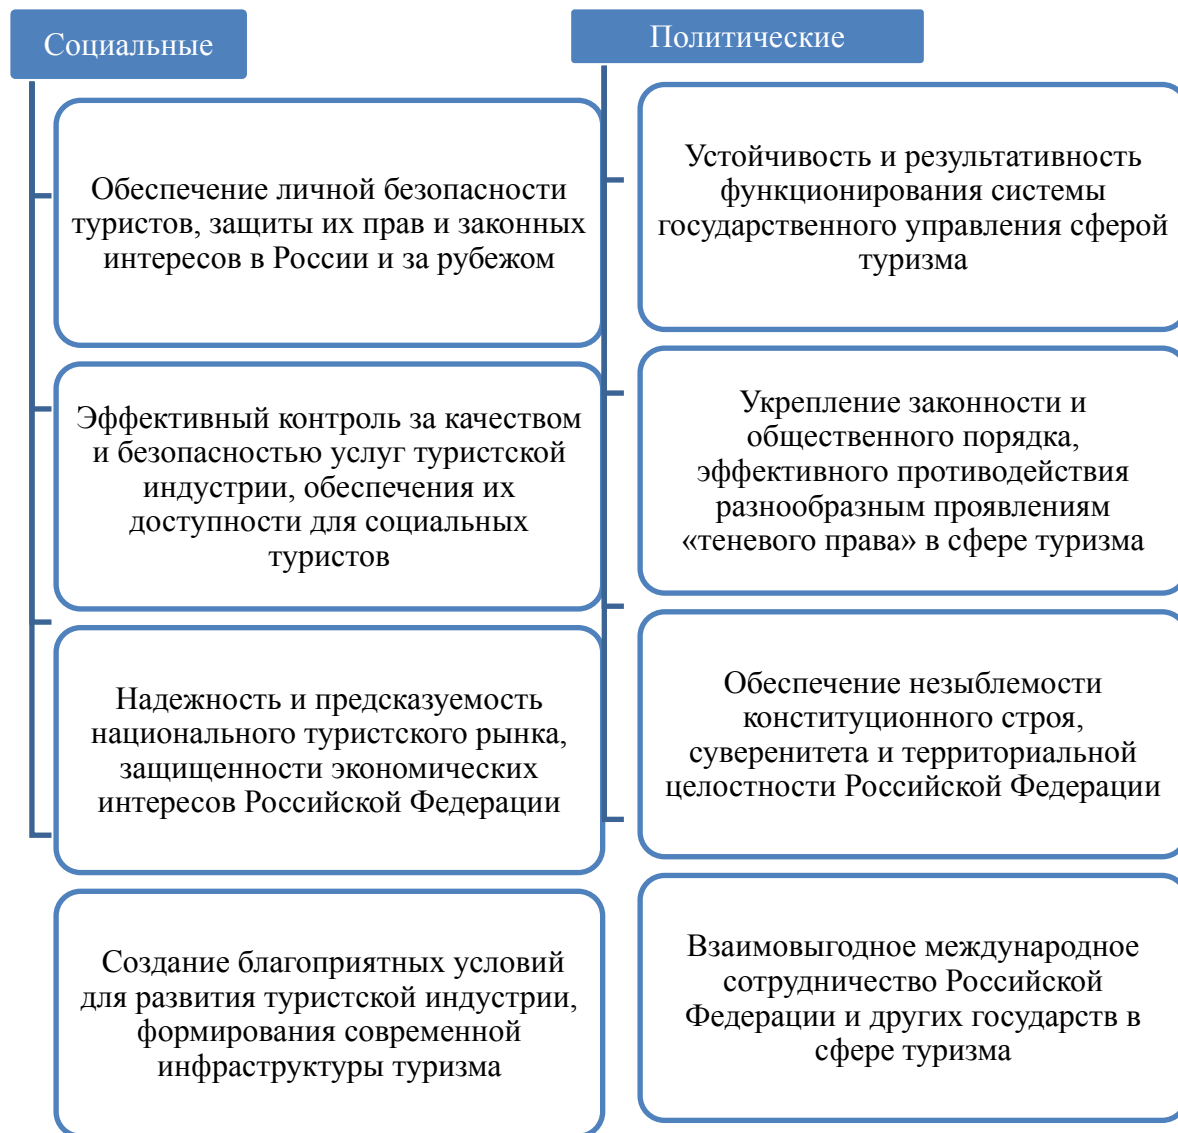 Социальные
Обеспечение личной безопасности
туристов, защиты их прав и законных
интересов в России и за рубежом
Эффективный контроль за качеством
и безопасностью услуг туристской
индустрии, обеспечения их
доступности для социальных
туристов
Надежность и предсказуемость
национального туристского рынка,
защищенности экономических
интересов Российской Федерации
Создание благоприятных условий
для развития туристской индустрии,
формирования современной
инфраструктуры туризма
Политические
Устойчивость и результативность
функционирования системы
государственного управления сферой
туризма
Укрепление законности и
общественного порядка,
эффективного противодействия
разнообразным проявлениям
«теневого права» в сфере туризма
Обеспечение незыблемости
конституционного строя,
суверенитета и территориальной
целостности Российской Федерации
Взаимовыгодное международное
сотрудничество Российской
Федерации и других государств в
сфере туризма